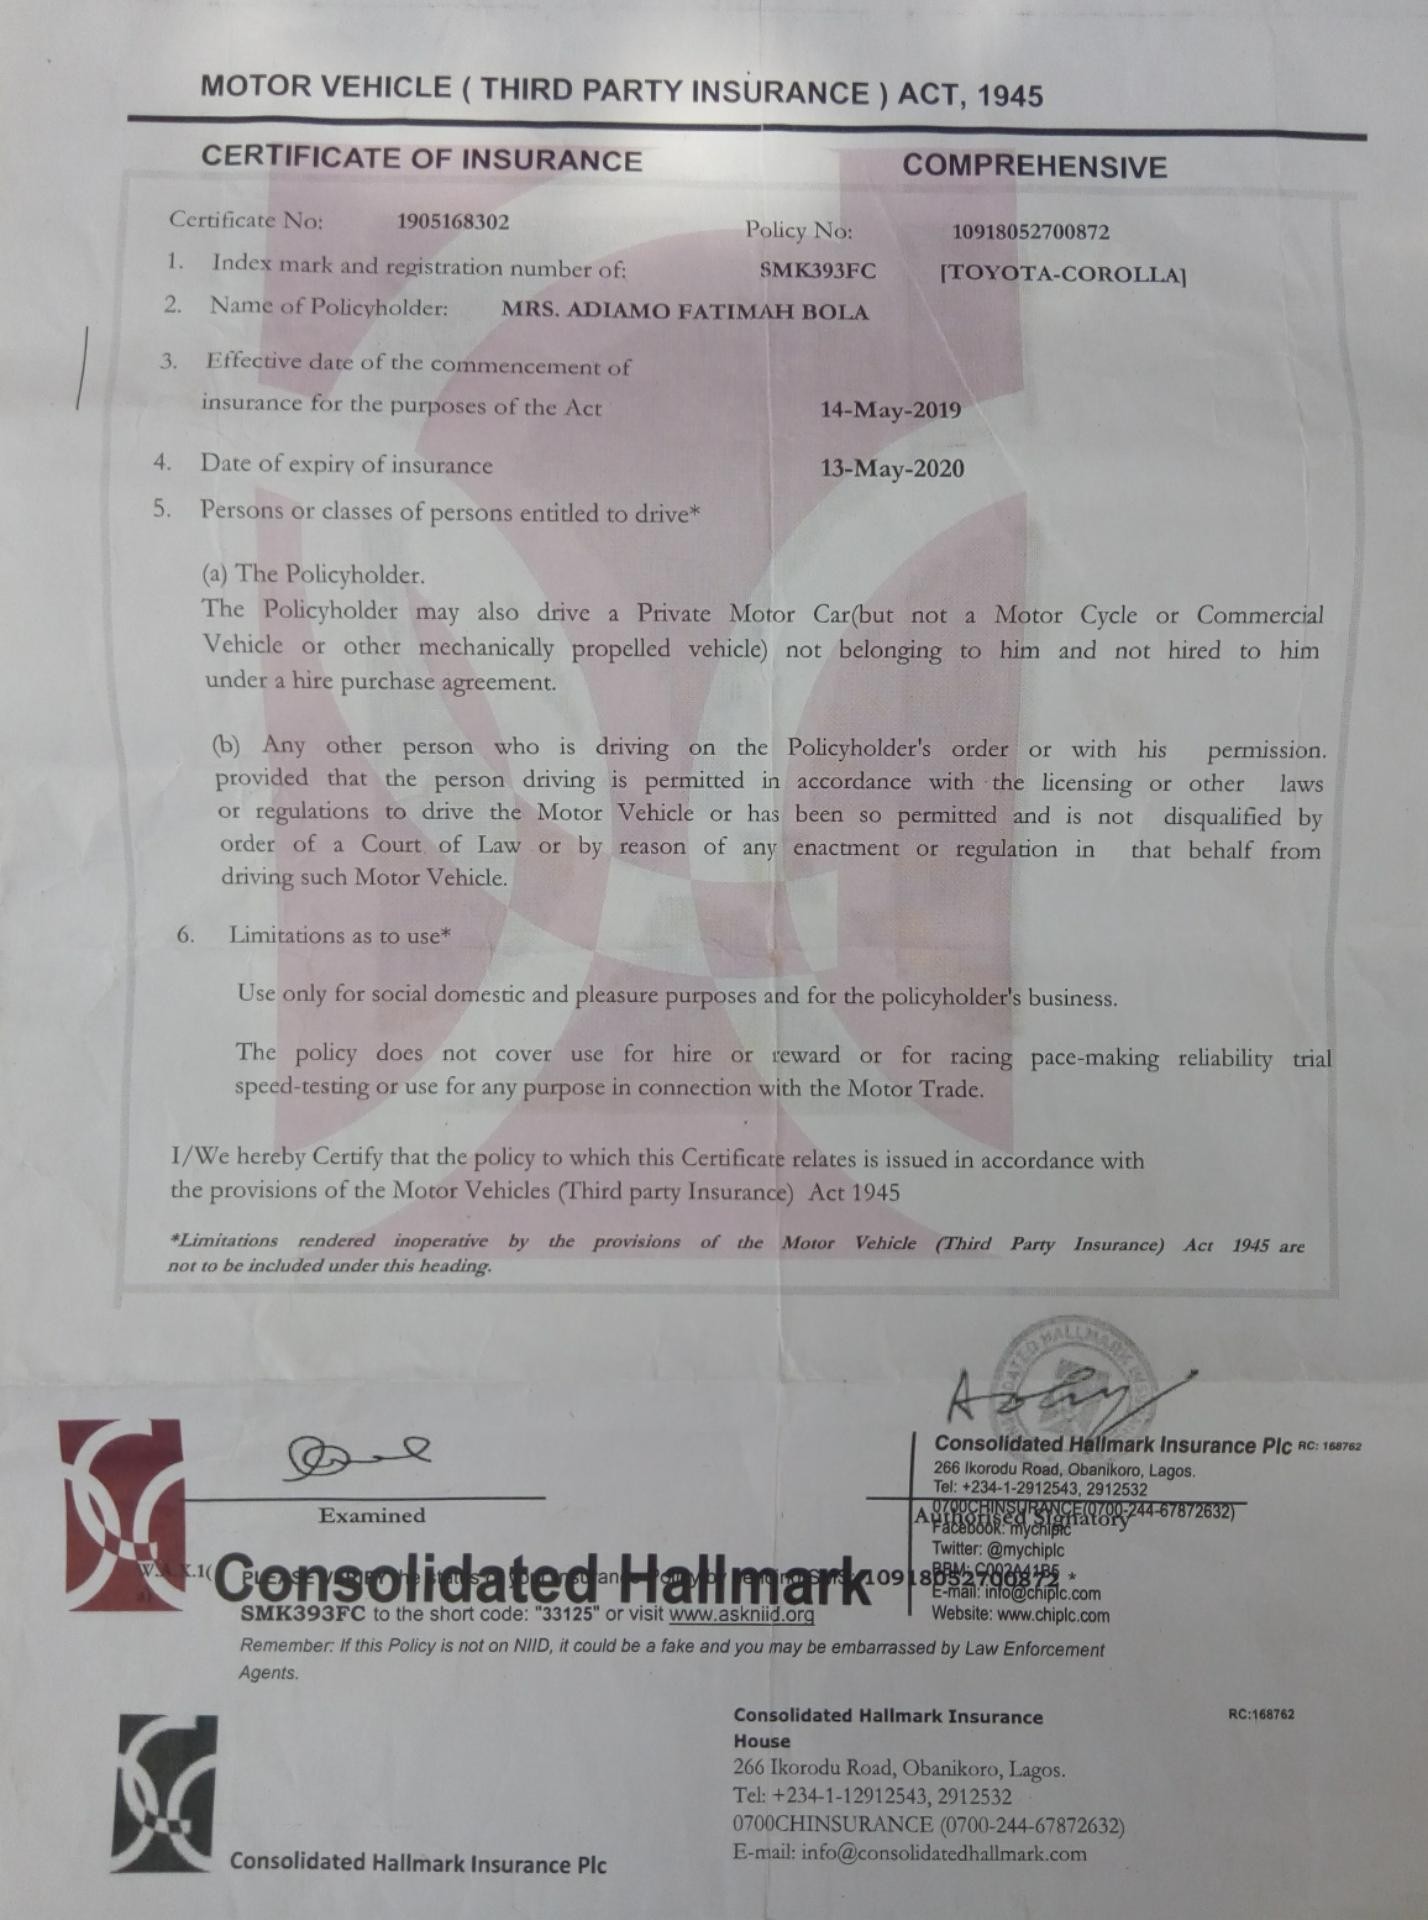 MOTOR VEHICLE ( THIRD PARTY INSURANCE ) ACT, 1945
CERTIFICATE OF INSURANCE COMPREHENSIVE
Certificate No: 1905168302 Policy No: 10918052700872
1. Index mark and registration number of: SMK393FC [TOYOTA-COROLLA]
2. Name of Policyholder: MRS. ADIAMO FATIMAH BOLA
3. Effective date of the commencement of
insurance for the purposes of the Act 14-May-2019
4. Date of expiry of insurance 13-May-2020
5. Persons or classes of persons entitled to drive*
(a) The Policyholder.
The Policyholder may also drive a Private Motor Car(but not a Motor Cycle or Commercial
Vehicle or other mechanically propelled vehicle) not belonging to him and not hired to him
under a hire purchase agreement.
(b) Any other person who is driving on the Policyholder's order or with his permission.
provided that the person driving is permitted in accordance with the licensing or other laws
or regulations to drive the Motor Vehicle or has been so permitted and is not disqualified by
order of a Court of Law or by reason of any enactment or regulation in that behalf from
driving such Motor Vehicle.
6. Limitations as to use*
Use only for social domestic and pleasure purposes and for the policyholder's business.
The policy does not cover use for hire or reward or for racing pace-making reliability trial
speed-testing or use for any purpose in connection with the Motor Trade.
I/We hereby Certify that the policy to which this Certificate relates is issued in accordance with
the provisions of the Motor Vehicles (Third party Insurance) Act 1945
*Limitations rendered inoperative by the provisions of the Motor Vehicle (Third Party Insurance) Act 1945 are
not to be included under this heading.
Consolidated Hallmark Insurance Plc RC: 168762
266 Ikorodu Road, Obanikoro, Lagos.
Tel: +234-1-2912543, 2912532
0700CHINSURANCE(0700-244-67872632)
Examined
Authorised Signatory
Facebook: mychiplc
Twitter: @mychiplc
Consolidated Hallmark
10918052700872 *
E-mail: info@chiplc.com
SMK393FC to the short code: "33125" or visit www.askniid.org
Website: www.chiplc.com
Remember: If this Policy is not on NIID, it could be a fake and you may be embarrassed by Law Enforcement
Agents.
Consolidated Hallmark Insurance RC:168762
House
266 Ikorodu Road, Obanikoro, Lagos.
Tel: +234-1-12912543, 2912532
0700CHINSURANCE (0700-244-67872632)
E-mail: info@consolidatedhallmark.com
Consolidated Hallmark Insurance Plc